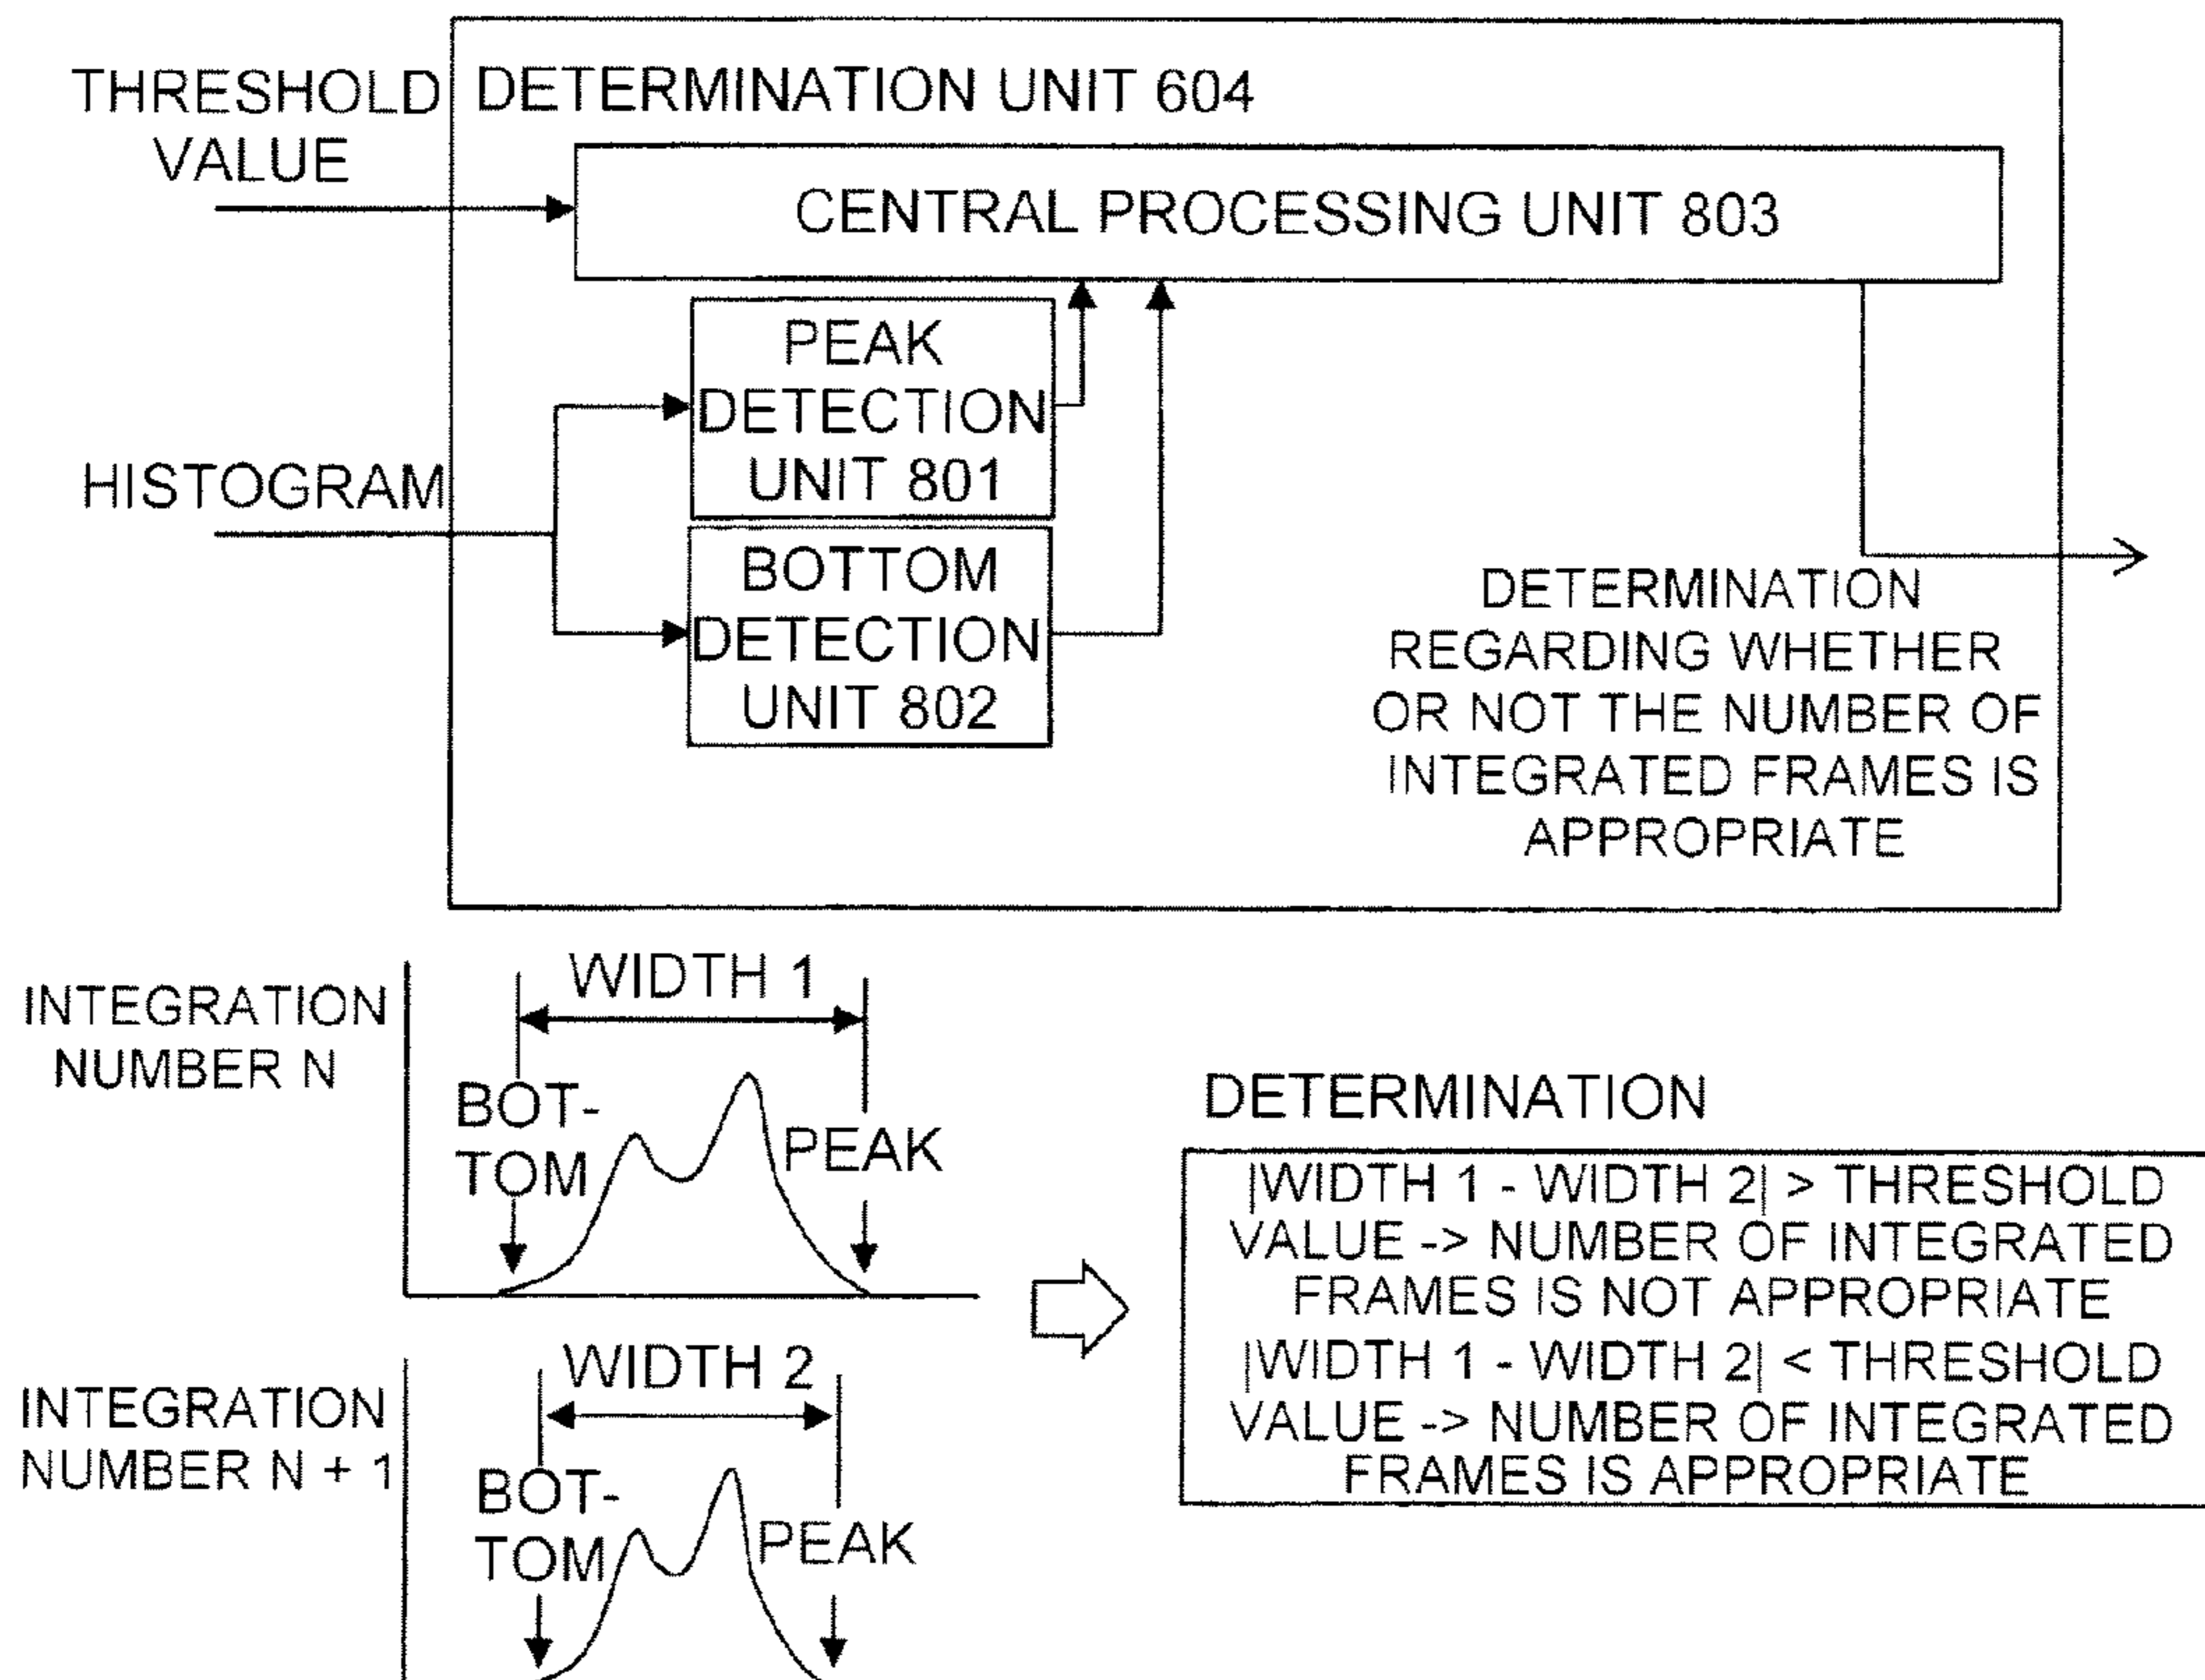 THRESHOLD
VALUE
DETERMINATION UNIT 604
CENTRAL PROCESSING UNIT 803
PEAK
DETECTION
UNIT 801
HISTOGRAM
BOTTOM
DETECTION
UNIT 802
DETERMINATION
REGARDING WHETHER
OR NOT THE NUMBER OF
INTEGRATED FRAMES IS
APPROPRIATE
INTEGRATION
NUMBER N
WIDTH 1
BOT-
TOM
PEAK
INTEGRATION
NUMBER N + 1
WIDTH 2
BOT-
TOM
PEAK
DETERMINATION
|WIDTH 1 - WIDTH 2| > THRESHOLD
VALUE -> NUMBER OF INTEGRATED
FRAMES IS NOT APPROPRIATE
|WIDTH 1 - WIDTH 2| < THRESHOLD
VALUE -> NUMBER OF INTEGRATED
FRAMES IS APPROPRIATE